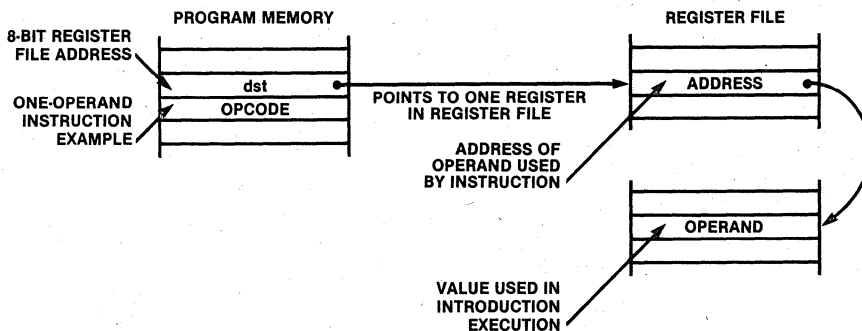 PROGRAM MEMORY
REGISTER FILE
8-BIT REGISTER
FILE ADDRESS
dst
OPCODE
ONE-OPERAND
INSTRUCTION
EXAMPLE
POINTS TO ONE REGISTER
IN REGISTER FILE
ADDRESS
ADDRESS OF
OPERAND USED
BY INSTRUCTION
OPERAND
VALUE USED IN
INTRODUCTION
EXECUTION